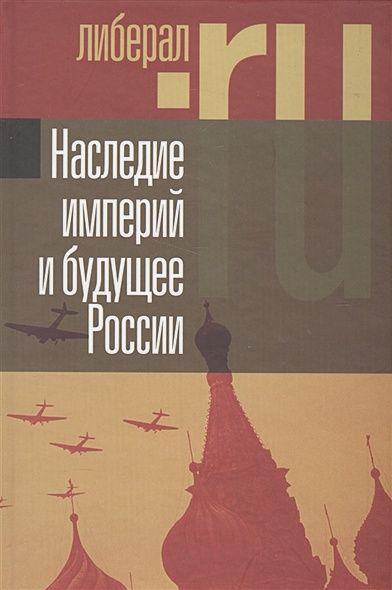 либерал
.ru
Наследие
империй
и будущее
России